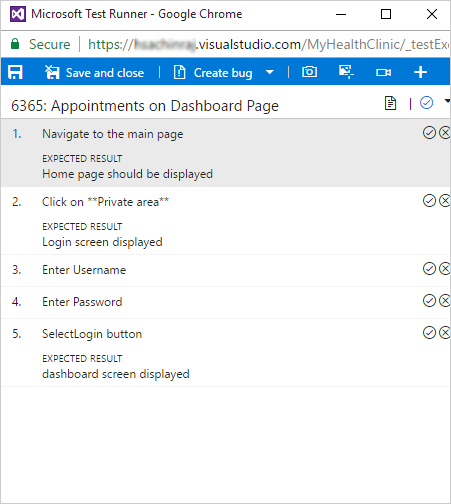 Microsoft Test Runner - Google Chrome
Secure | https://.visualstudio.com/MyHealthClinic/_testExe
Save and close
Create bug
6365: Appointments on Dashboard Page
1. Navigate to the main page
EXPECTED RESULT
Home page should be displayed
2. Click on **Private area**
EXPECTED RESULT
Login screen displayed
3. Enter Username
4. Enter Password
5. SelectLogin button
EXPECTED RESULT
dashboard screen displayed